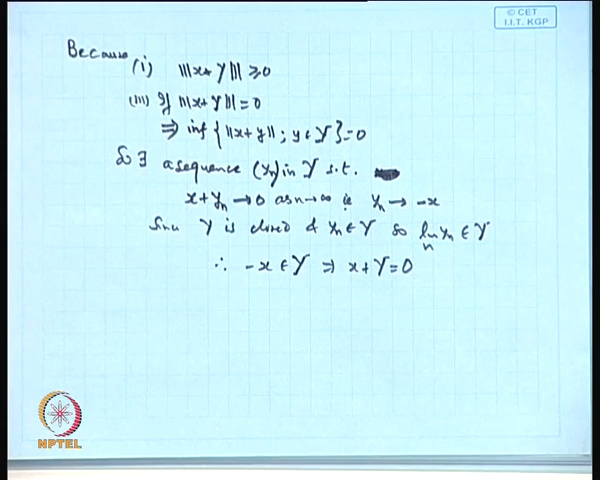 © CET
I.I.T. KGP
Because (i) |||x+Y||| ≥ 0
(iii) If |||x+Y||| = 0
⇒ inf { ||x+y|| ; y ∈ Y } = 0
So ∃ a sequence (yn) in Y s.t.
x + yn → 0 as n → ∞ ie yn → -x
Since Y is closed & yn ∈ Y so lim yn ∈ Y
n
∴ -x ∈ Y ⇒ x + Y = 0
NPTEL